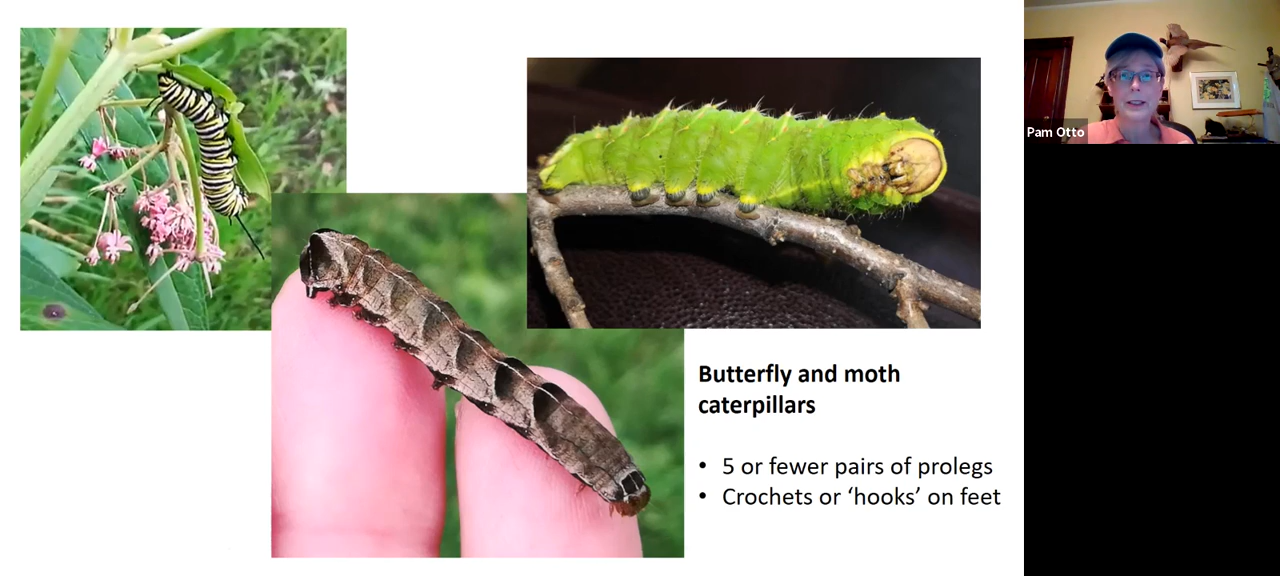 Pam Otto
Butterfly and moth
caterpillars
• 5 or fewer pairs of prolegs
• Crochets or ‘hooks’ on feet